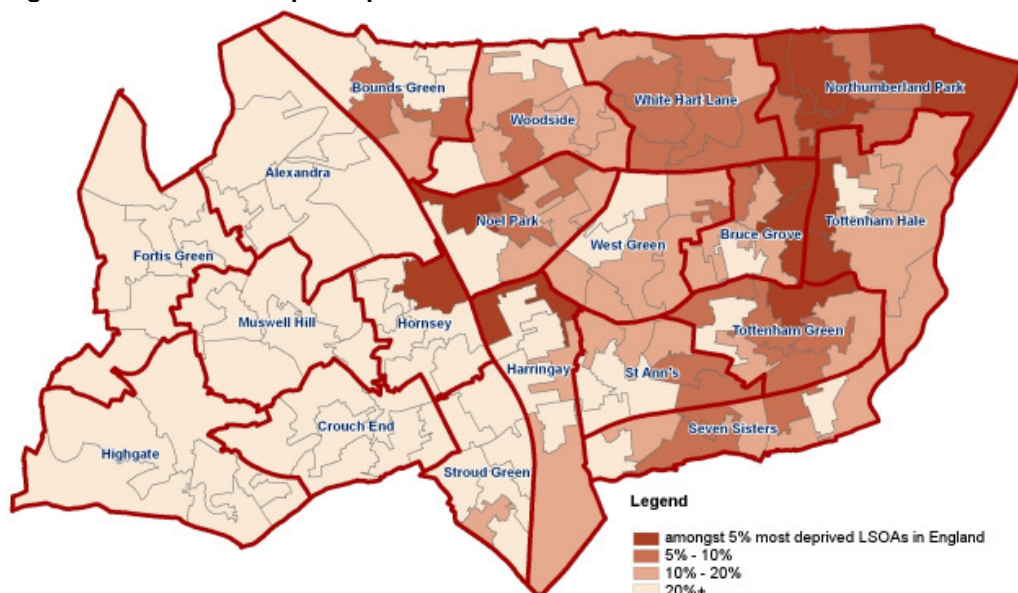 Bounds Green
White Hart Lane
Northumberland Park
Woodside
Alexandra
Noel Park
West Green
Bruce Grove
Tottenham Hale
Fortis Green
Muswell Hill
Hornsey
Tottenham Green
Harringay
St Ann's
Crouch End
Seven Sisters
Highgate
Stroud Green
Legend
amongst 5% most deprived LSOAs in England
5% - 10%
10% - 20%
20%+